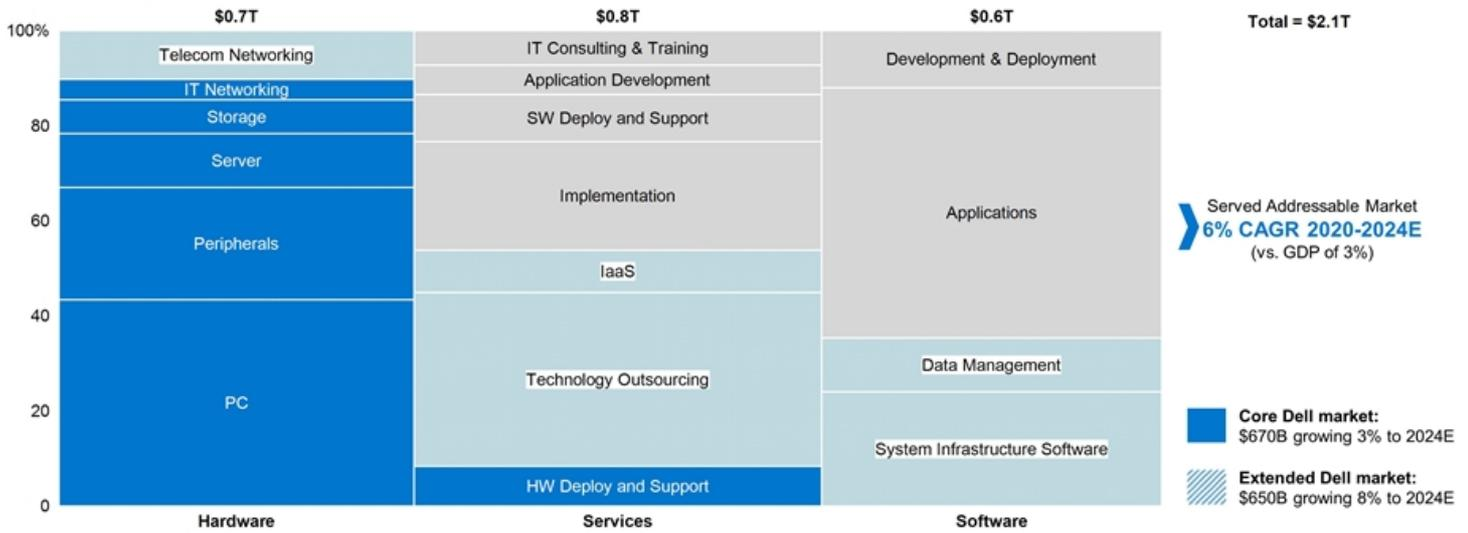 $0.7T
$0.8T
$0.6T
Total = $2.1T
100%
80
60
40
20
0
Telecom Networking
IT Networking
Storage
Server
Peripherals
PC
IT Consulting & Training
Application Development
SW Deploy and Support
Implementation
IaaS
Technology Outsourcing
HW Deploy and Support
Development & Deployment
Applications
Data Management
System Infrastructure Software
Hardware
Services
Software
Served Addressable Market
6% CAGR 2020-2024E
(vs. GDP of 3%)
Core Dell market:
$670B growing 3% to 2024E
Extended Dell market:
$650B growing 8% to 2024E